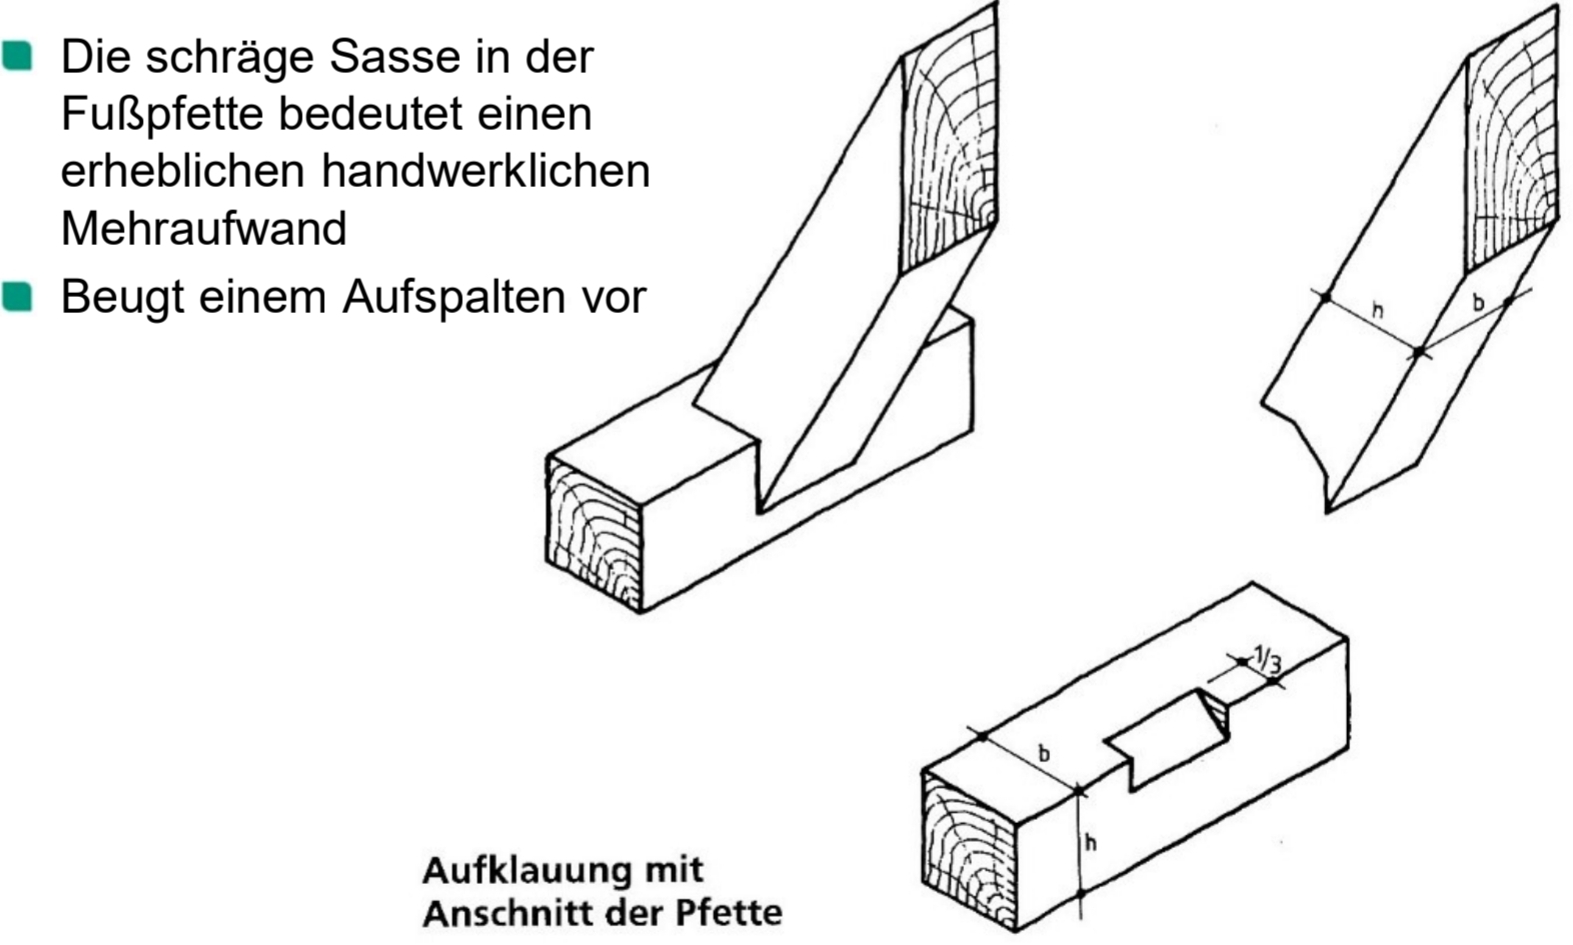 Die schräge Sasse in der
Fußpfette bedeutet einen
erheblichen handwerklichen
Mehraufwand
Beugt einem Aufspalten vor
h
b
1/3
b
h
Aufklauung mit
Anschnitt der Pfette